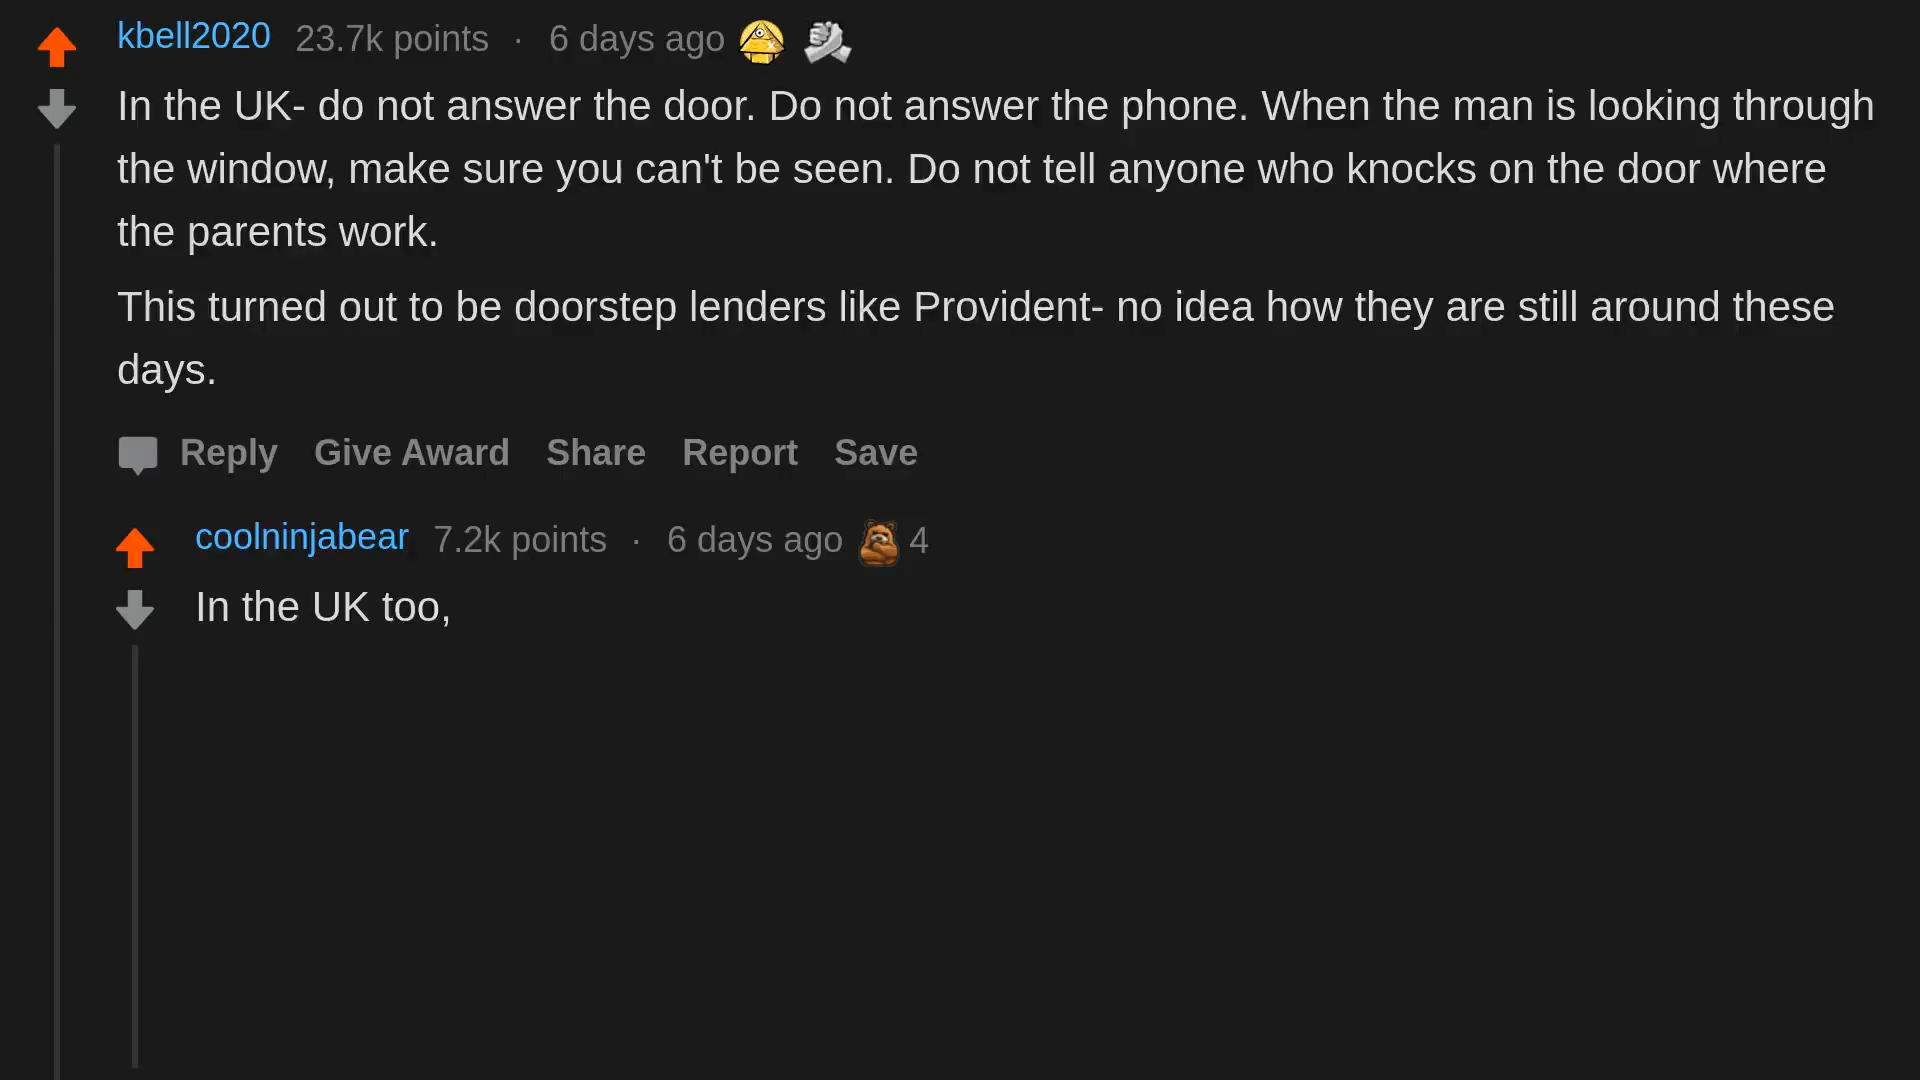 kbell2020 23.7k points · 6 days ago
In the UK- do not answer the door. Do not answer the phone. When the man is looking through
the window, make sure you can't be seen. Do not tell anyone who knocks on the door where
the parents work.
This turned out to be doorstep lenders like Provident- no idea how they are still around these
days.
Reply Give Award Share Report Save
coolninjabear 7.2k points · 6 days ago 4
In the UK too,